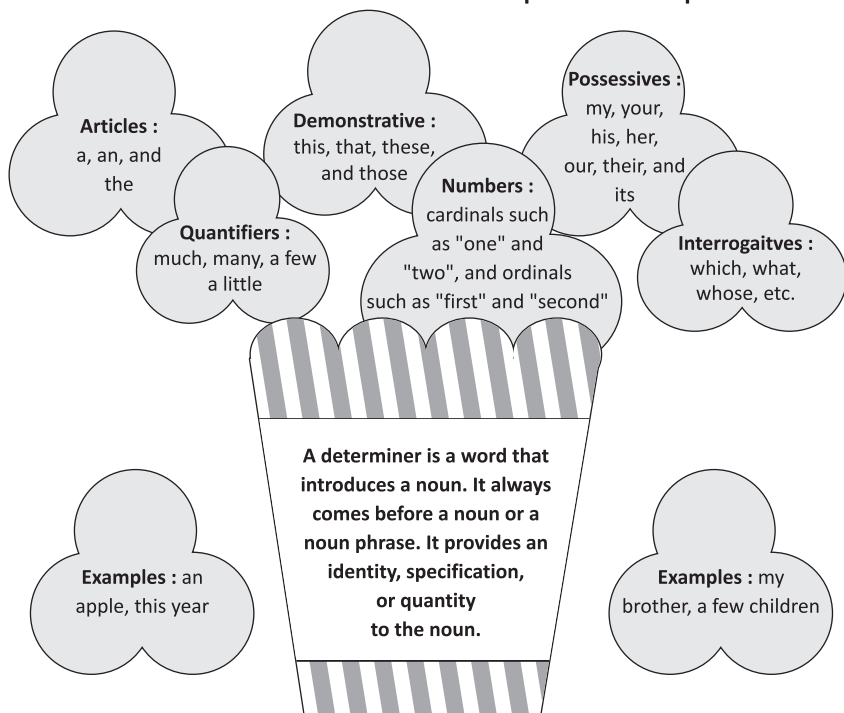 Articles :
a, an, and
the
Demonstrative :
this, that, these,
and those
Possessives :
my, your,
his, her,
our, their, and
its
Quantifiers :
much, many, a few
a little
Numbers :
cardinals such
as "one" and
"two", and ordinals
such as "first" and "second"
Interrogaitves :
which, what,
whose, etc.
A determiner is a word that
introduces a noun. It always
comes before a noun or a
noun phrase. It provides an
identity, specification,
or quantity
to the noun.
Examples : an
apple, this year
Examples : my
brother, a few children